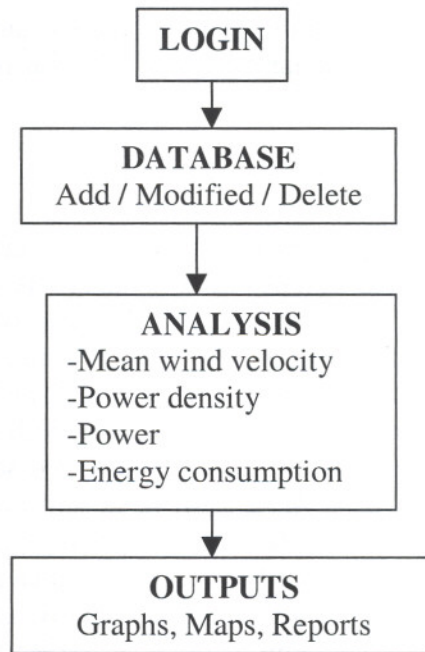 LOGIN
DATABASE
Add / Modified / Delete
ANALYSIS
-Mean wind velocity
-Power density
-Power
-Energy consumption
OUTPUTS
Graphs, Maps, Reports